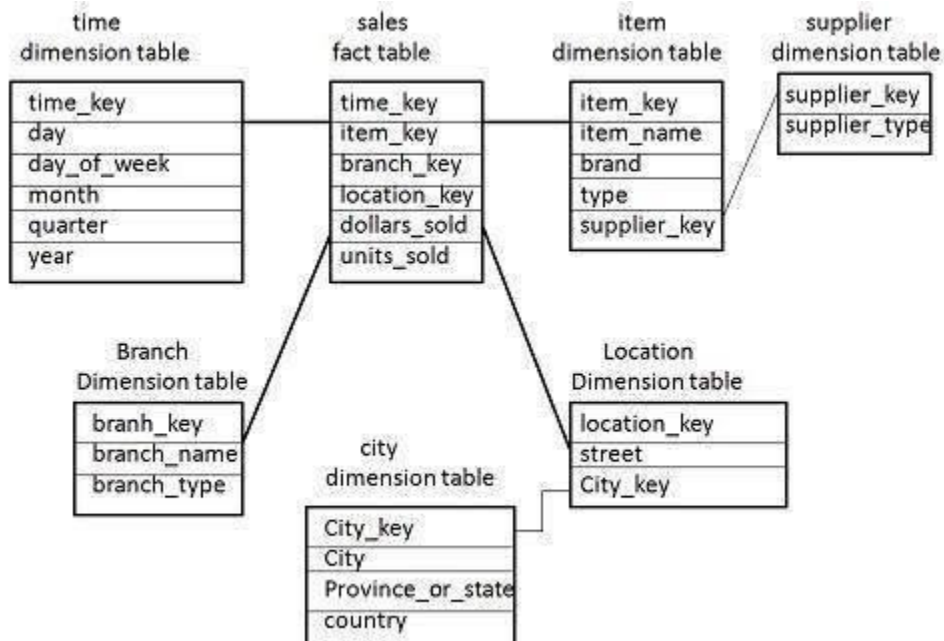 time
dimension table
time_key
day
day_of_week
month
quarter
year
sales
fact table
time_key
item_key
branch_key
location_key
dollars_sold
units_sold
item
dimension table
item_key
item_name
brand
type
supplier_key
supplier
dimension table
supplier_key
supplier_type
Branch
Dimension table
branh_key
branch_name
branch_type
city
dimension table
City_key
City
Province_or_state
country
Location
Dimension table
location_key
street
City_key